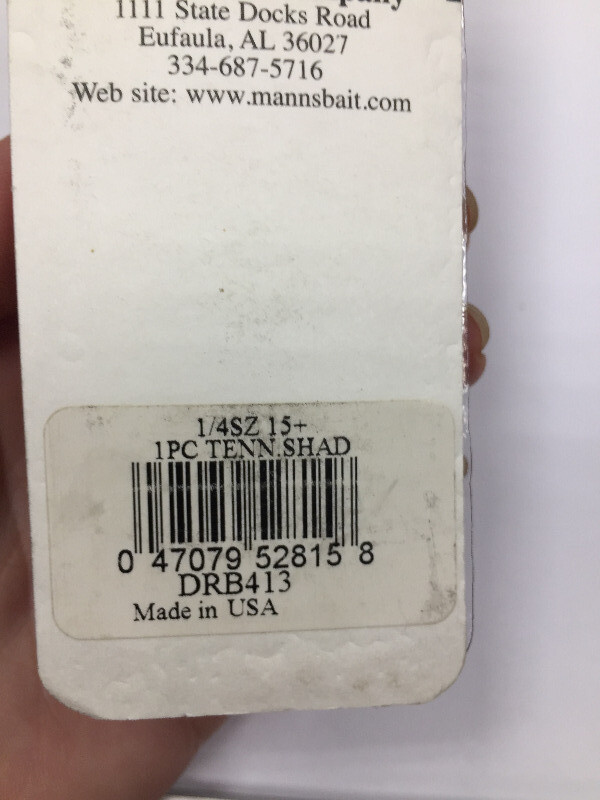 1111 State Docks Road
Eufaula, AL 36027
334-687-5716
Web site: www.mannsbait.com
1/4SZ 15+
1PC TENN.SHAD
0 47079 52815 8
DRB413
Made in USA